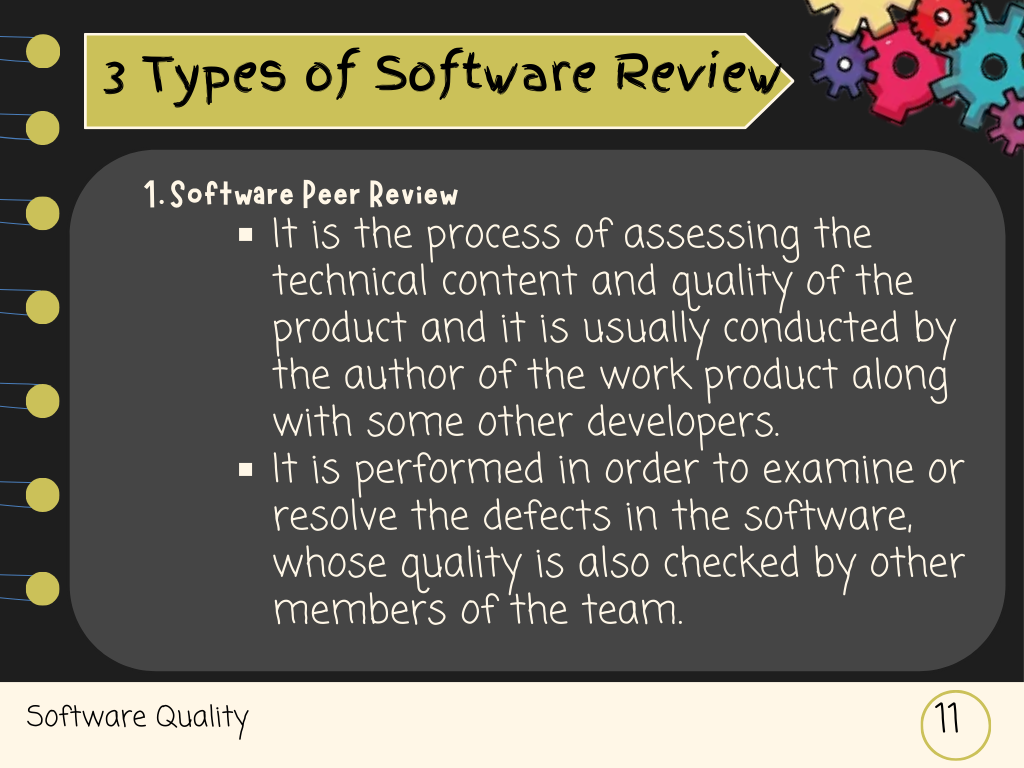 3 Types of Software Review
1. Software Peer Review
▪ It is the process of assessing the
technical content and quality of the
product and it is usually conducted by
the author of the work product along
with some other developers.
▪ It is performed in order to examine or
resolve the defects in the software,
whose quality is also checked by other
members of the team.
Software Quality
11